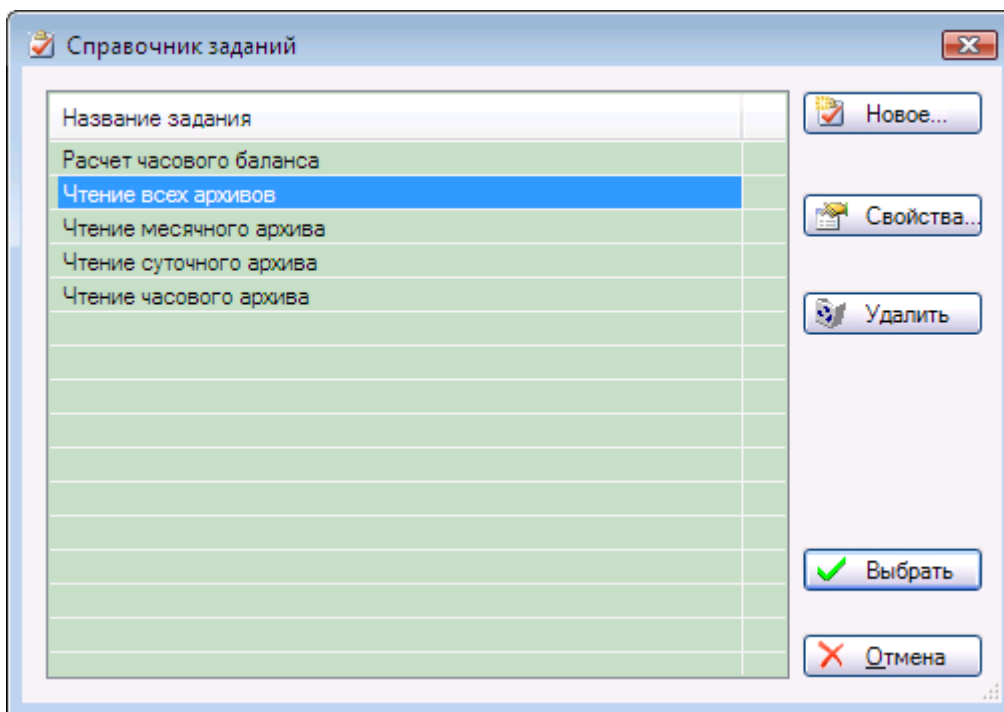 Справочник заданий
Название задания
Расчет часового баланса
Чтение всех архивов
Чтение месячного архива
Чтение суточного архива
Чтение часового архива
Новое...
Свойства...
Удалить
Выбрать
Отмена